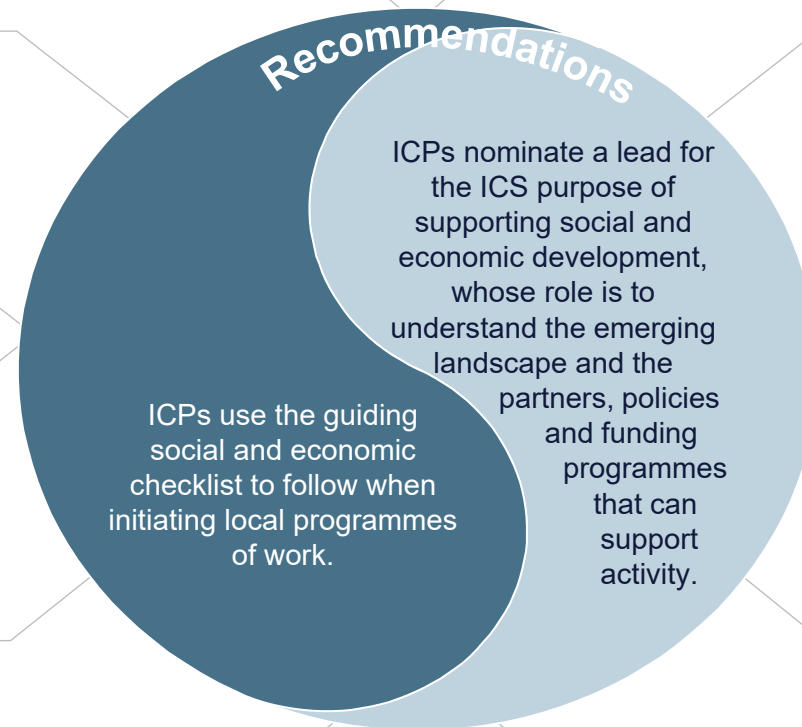 Recommendations
ICPs nominate a lead for
the ICS purpose of
supporting social and
economic development,
whose role is to
understand the emerging
landscape and the
partners, policies
and funding
programmes
that can
support
activity.
ICPs use the guiding
social and economic
checklist to follow when
initiating local programmes
of work.